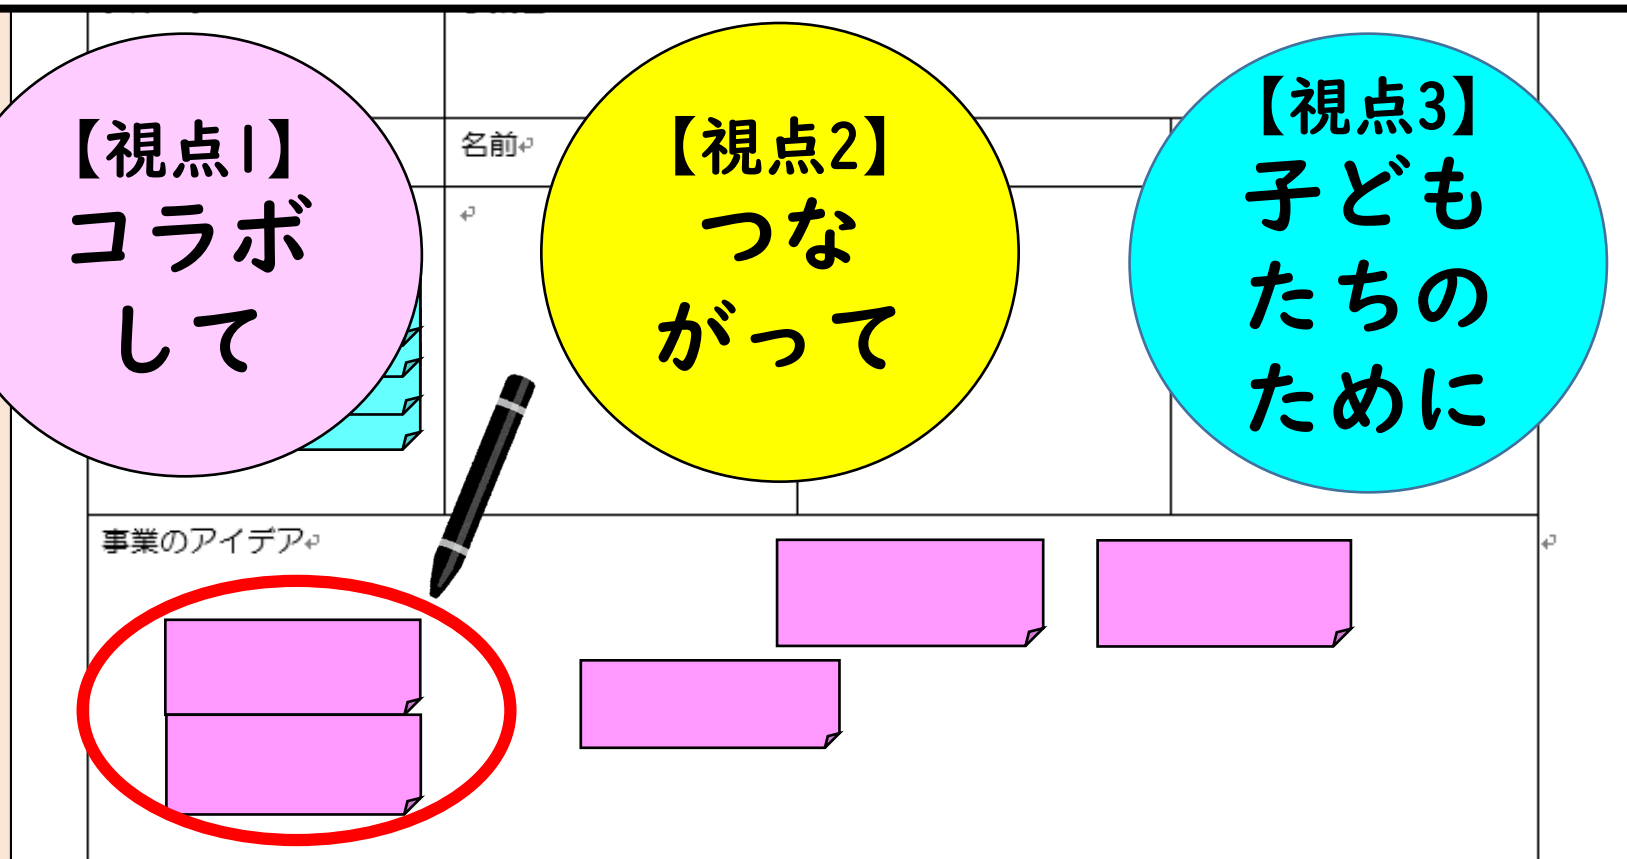 【視点1】
コラボ
して
【視点2】
つな
がって
【視点3】
子ども
たちの
ために
名前
事業のアイデア